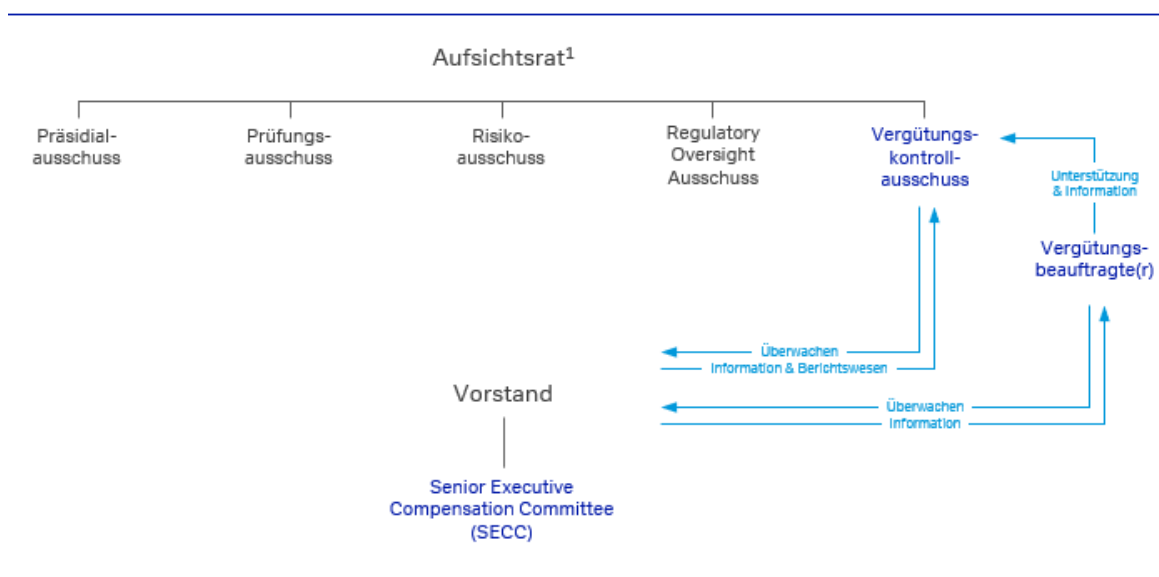 Aufsichtsrat¹
Präsidial-
ausschuss
Prüfungs-
ausschuss
Risiko-
ausschuss
Regulatory
Oversight
Ausschuss
Vergütungs-
kontroll-
ausschuss
Unterstützung
& Information
Vergütungs-
beauftragte(r)
Überwachen
Information & Berichtswesen
Vorstand
Überwachen
Information
Senior Executive
Compensation Committee
(SECC)